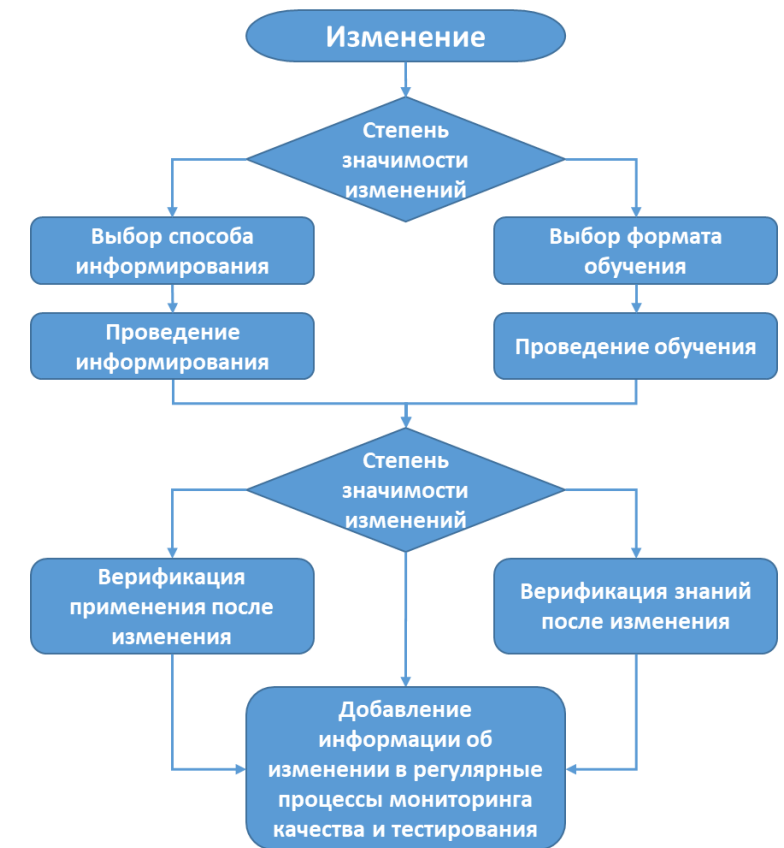 Изменение
Степень
значимости
изменений
Выбор способа
информирования
Выбор формата
обучения
Проведение
информирования
Проведение обучения
Степень
значимости
изменений
Верификация
применения после
изменения
Верификация знаний
после изменения
Добавление
информации об
изменении в регулярные
процессы мониторинга
качества и тестирования